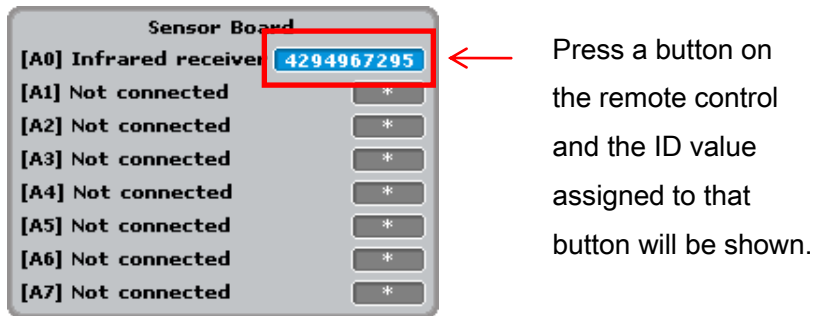 Sensor Board
[A0] Infrared receiver 4294967295
[A1] Not connected *
[A2] Not connected *
[A3] Not connected *
[A4] Not connected *
[A5] Not connected *
[A6] Not connected *
[A7] Not connected *
Press a button on
the remote control
and the ID value
assigned to that
button will be shown.